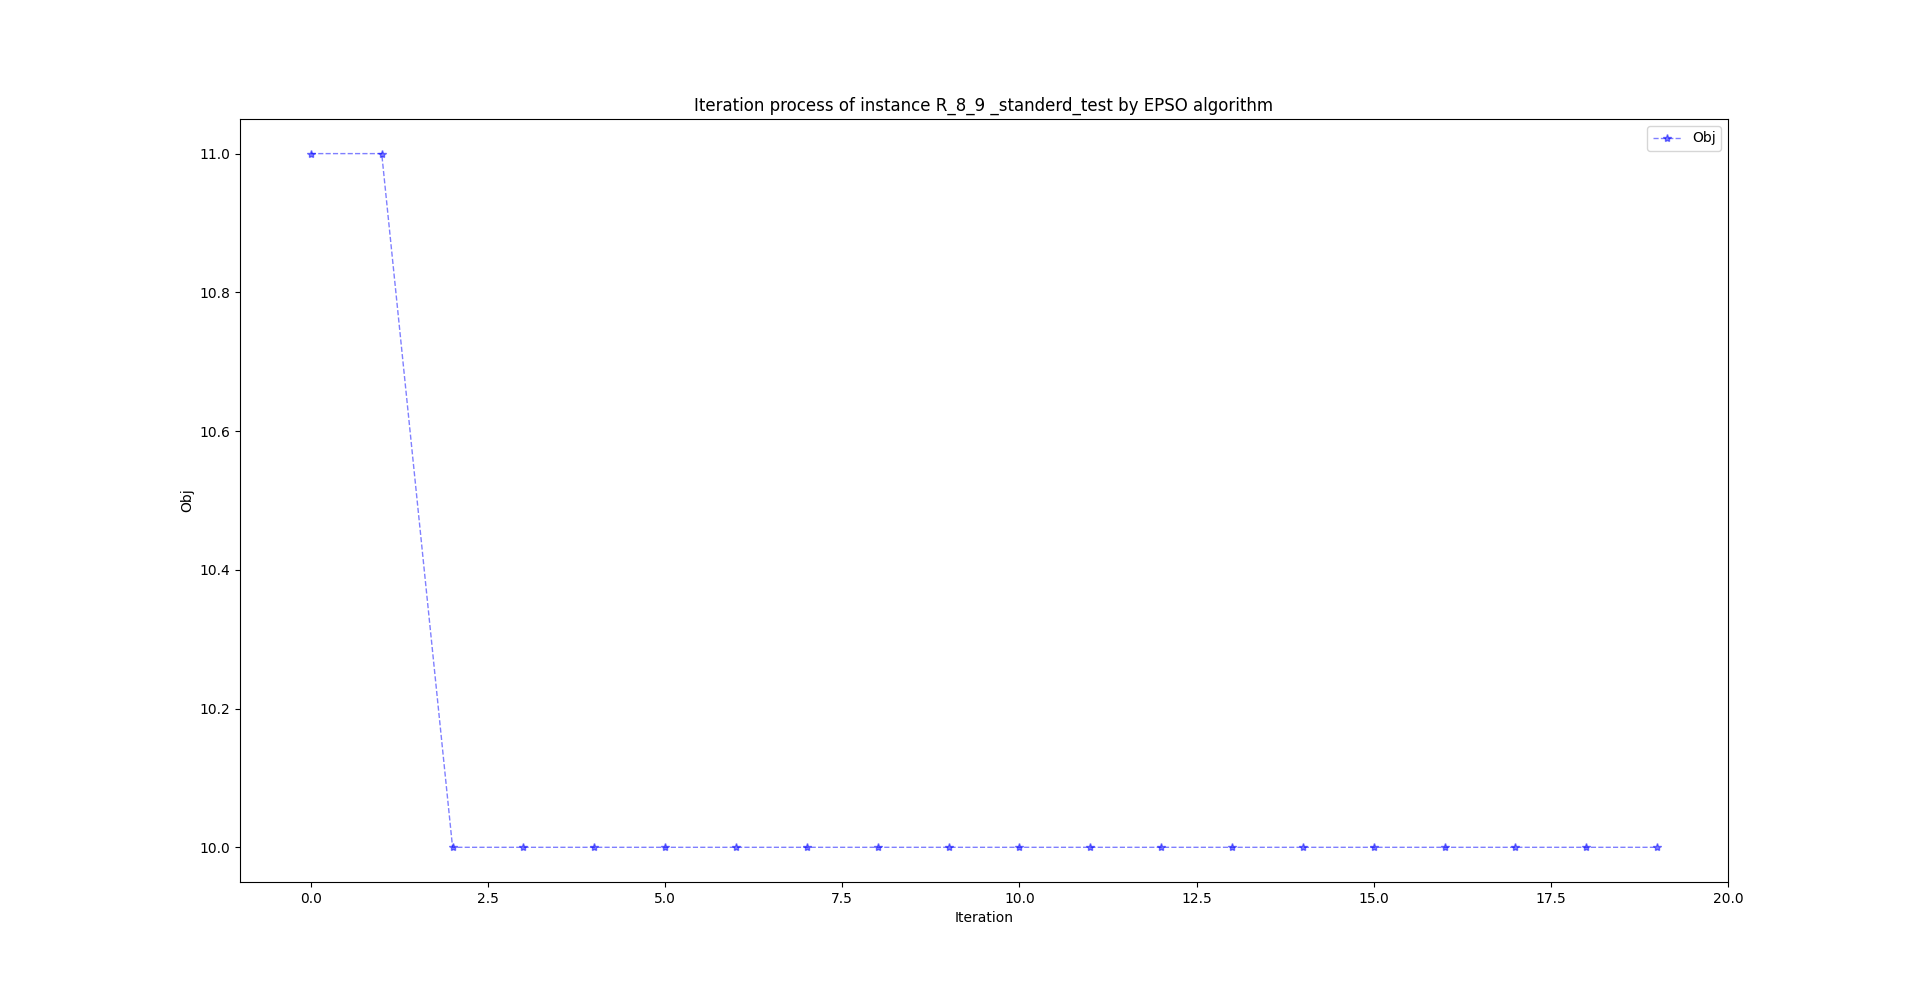 Iteration process of instance R_8_9 _standerd_test by EPSO algorithm
Obj
11.0
10.8
10.6
10.4
10.2
10.0
Obj
0.0 2.5 5.0 7.5 10.0 12.5 15.0 17.5 20.0
Iteration